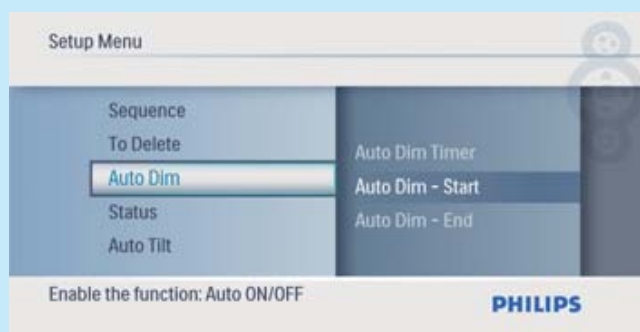 Setup Menu
Sequence
To Delete
Auto Dim
Status
Auto Tilt
Auto Dim Timer
Auto Dim - Start
Auto Dim - End
Enable the function: Auto ON/OFF
PHILIPS